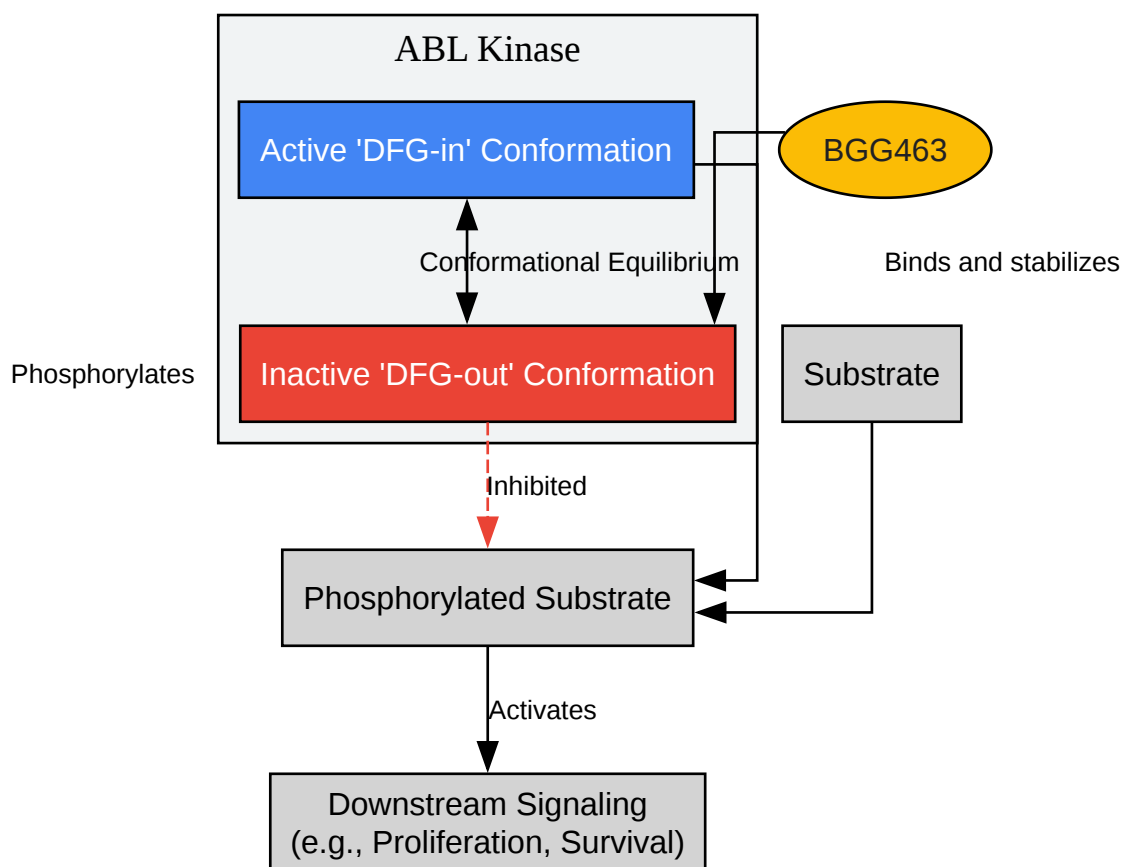 ABL Kinase
Active 'DFG-in' Conformation
BGG463
Conformational Equilibrium
Binds and stabilizes
Phosphorylates
Inactive 'DFG-out' Conformation
Substrate
Inhibited
Phosphorylated Substrate
Activates
Downstream Signaling
(e.g., Proliferation, Survival)